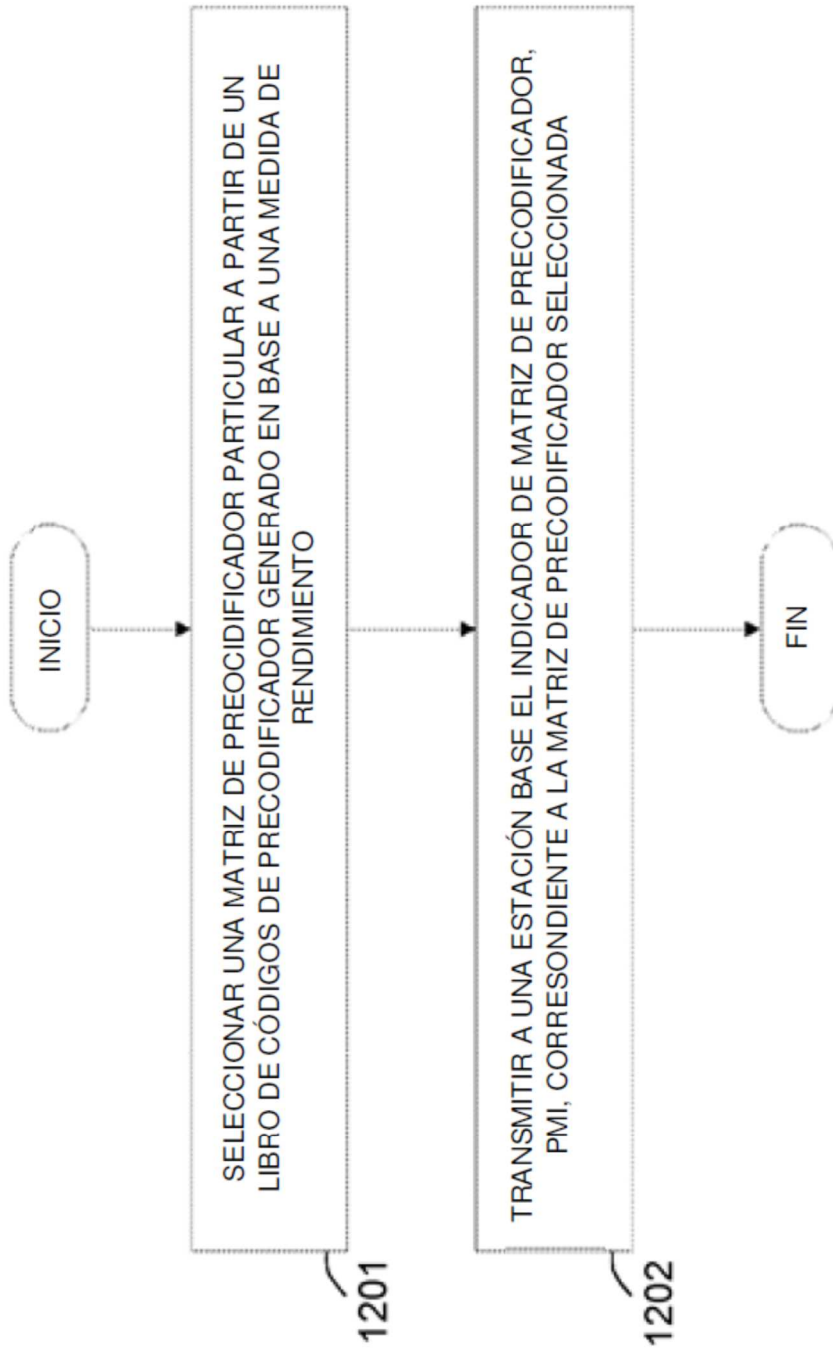 INICIO
SELECCIONAR UNA MATRIZ DE PREOCIDIFICADOR PARTICULAR A PARTIR DE UN
LIBRO DE CÓDIGOS DE PRECODIFICADOR GENERADO EN BASE A UNA MEDIDA DE
RENDIMIENTO
1201
TRANSMITIR A UNA ESTACIÓN BASE EL INDICADOR DE MATRIZ DE PRECODIFICADOR,
PMI, CORRESONDIENTE A LA MATRIZ DE PRECODIFICADOR SELECCIONADA
1202
FIN